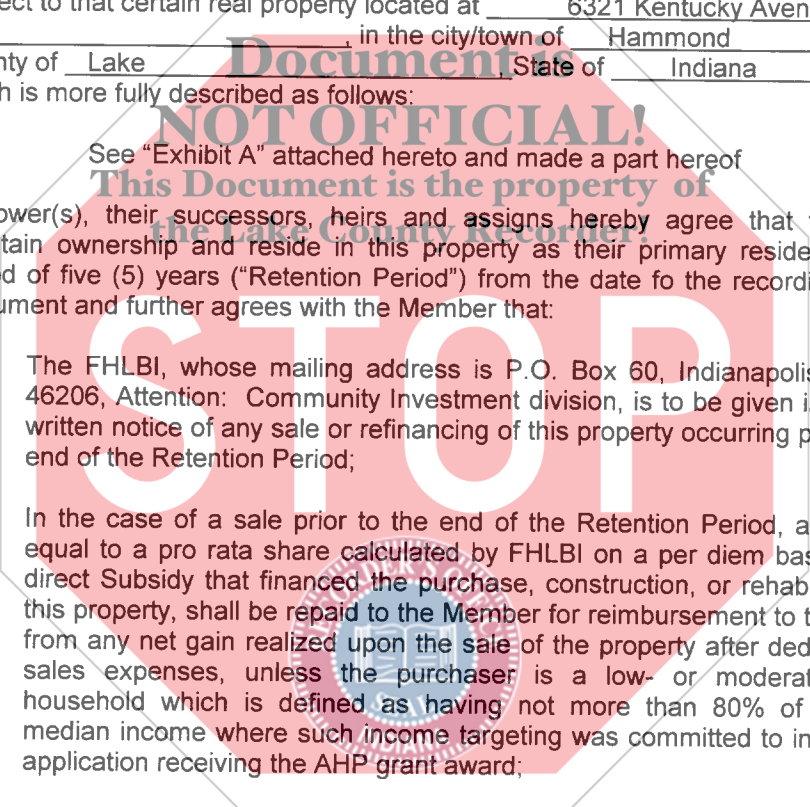 ect to that certain real property located at 6321 Kentucky Aven
, in the city/town of Hammond
nty of Lake , State of Indiana
h is more fully described as follows:
Document is
NOT OFFICIAL!
See “Exhibit A” attached hereto and made a part hereof
This Document is the property of
the Lake County Recorder!
ower(s), their successors, heirs and assigns hereby agree that
tain ownership and reside in this property as their primary reside
d of five (5) years (“Retention Period”) from the date fo the recordi
ument and further agrees with the Member that:
STOP
The FHLBI, whose mailing address is P.O. Box 60, Indianapolis
46206, Attention: Community Investment division, is to be given i
written notice of any sale or refinancing of this property occurring p
end of the Retention Period;
In the case of a sale prior to the end of the Retention Period, a
equal to a pro rata share calculated by FHLBI on a per diem bas
direct Subsidy that financed the purchase, construction, or rehab
this property, shall be repaid to the Member for reimbursement to t
from any net gain realized upon the sale of the property after ded
sales expenses, unless the purchaser is a low- or moderat
household which is defined as having not more than 80% of
median income where such income targeting was committed to in
application receiving the AHP grant award;
SEAL
INDIANA